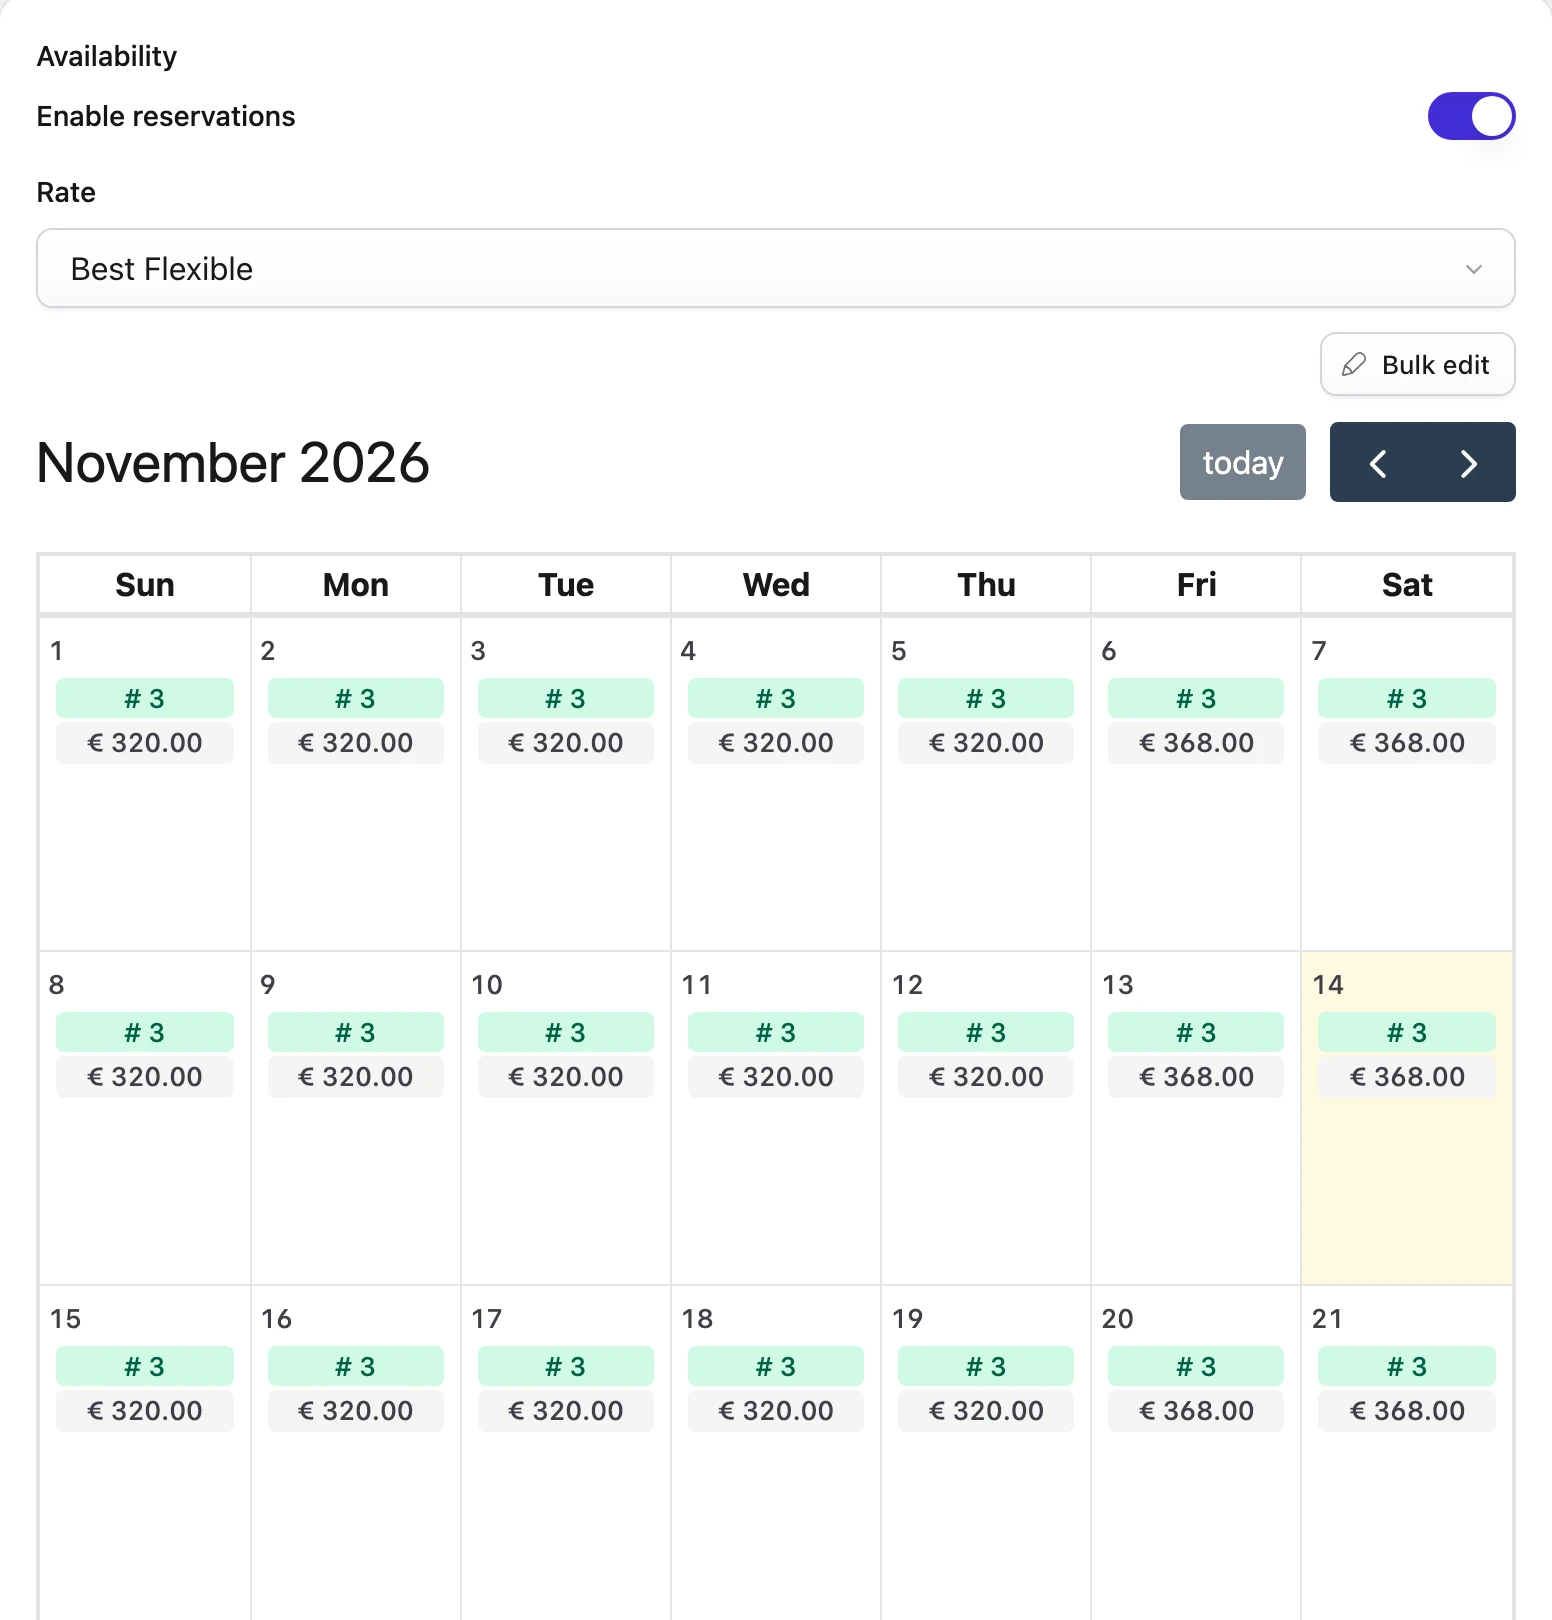 Availability
Enable reservations
Rate
Best Flexible
Bulk edit
November 2026
today
Sun Mon Tue Wed Thu Fri Sat
1 2 3 4 5 6 7
# 3 # 3 # 3 # 3 # 3 # 3 # 3
€ 320.00 € 320.00 € 320.00 € 320.00 € 320.00 € 368.00 € 368.00
8 9 10 11 12 13 14
# 3 # 3 # 3 # 3 # 3 # 3 # 3
€ 320.00 € 320.00 € 320.00 € 320.00 € 320.00 € 368.00 € 368.00
15 16 17 18 19 20 21
# 3 # 3 # 3 # 3 # 3 # 3 # 3
€ 320.00 € 320.00 € 320.00 € 320.00 € 320.00 € 368.00 € 368.00